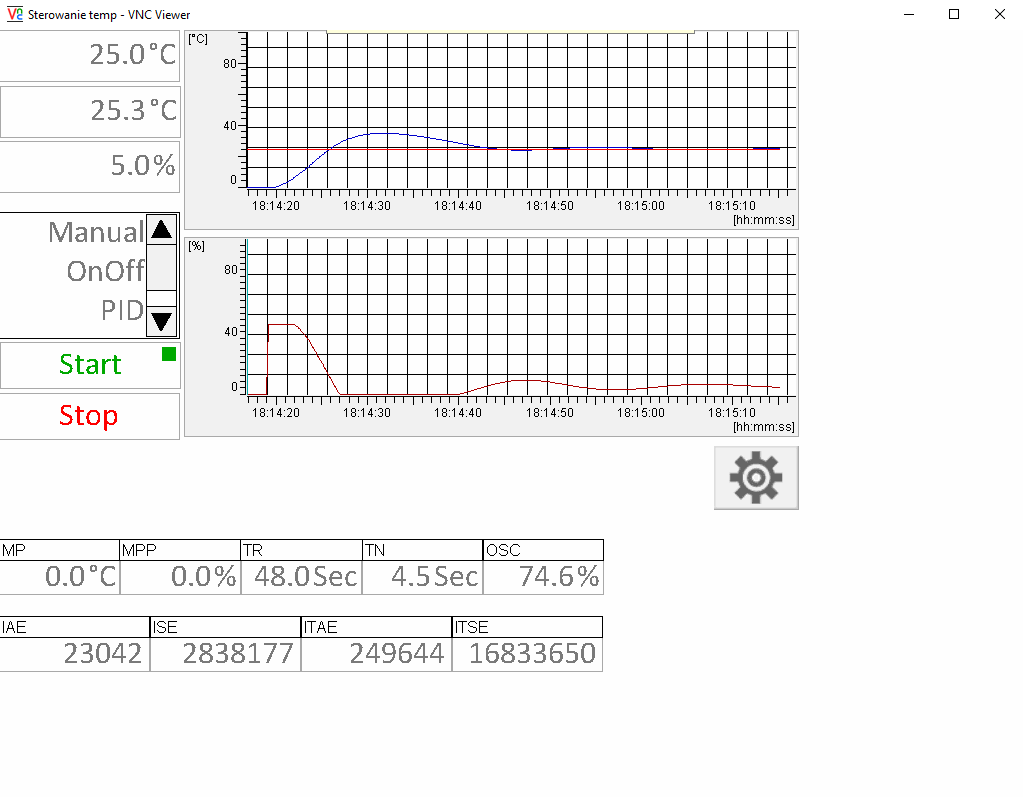 Sterowanie temp - VNC Viewer
25.0°C
25.3°C
5.0%
Manual
OnOff
PID
Start
Stop
[°C]
80
40
0
18:14:20 18:14:30 18:14:40 18:14:50 18:15:00 18:15:10
[hh:mm:ss]
[%]
80
40
0
18:14:20 18:14:30 18:14:40 18:14:50 18:15:00 18:15:10
[hh:mm:ss]
MP MPP TR TN OSC
0.0°C 0.0% 48.0Sec 4.5Sec 74.6%
IAE ISE ITAE ITSE
23042 2838177 249644 16833650